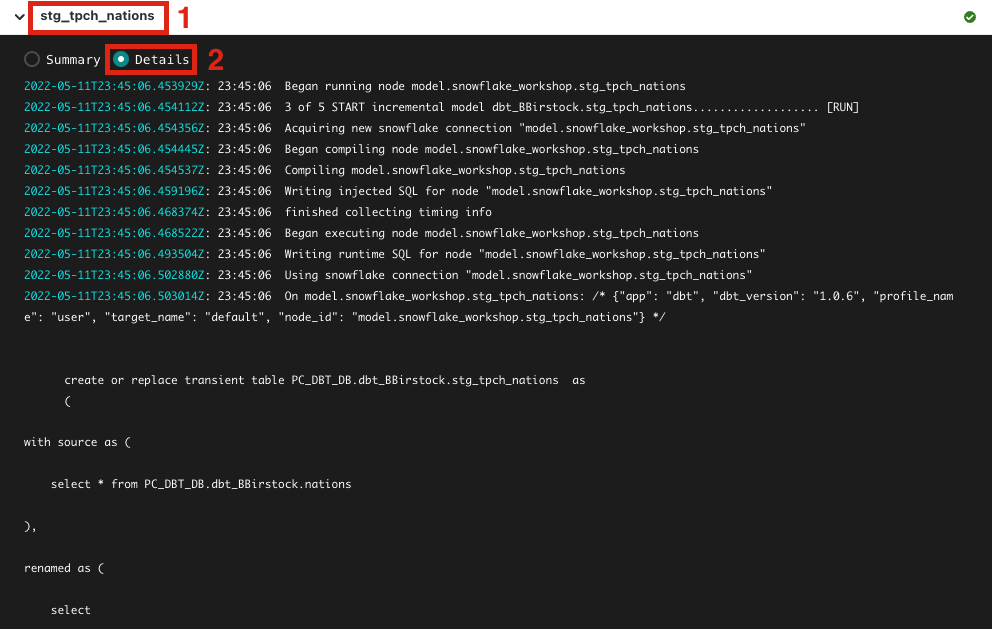 stg_tpch_nations 1
Summary Details 2
2022-05-11T23:45:06.453929Z: 23:45:06  Began running node model.snowflake_workshop.stg_tpch_nations
2022-05-11T23:45:06.454112Z: 23:45:06  3 of 5 START incremental model dbt_BBirstock.stg_tpch_nations................... [RUN]
2022-05-11T23:45:06.454356Z: 23:45:06  Acquiring new snowflake connection "model.snowflake_workshop.stg_tpch_nations"
2022-05-11T23:45:06.454445Z: 23:45:06  Began compiling node model.snowflake_workshop.stg_tpch_nations
2022-05-11T23:45:06.454537Z: 23:45:06  Compiling model.snowflake_workshop.stg_tpch_nations
2022-05-11T23:45:06.459196Z: 23:45:06  Writing injected SQL for node "model.snowflake_workshop.stg_tpch_nations"
2022-05-11T23:45:06.468374Z: 23:45:06  finished collecting timing info
2022-05-11T23:45:06.468522Z: 23:45:06  Began executing node model.snowflake_workshop.stg_tpch_nations
2022-05-11T23:45:06.493504Z: 23:45:06  Writing runtime SQL for node "model.snowflake_workshop.stg_tpch_nations"
2022-05-11T23:45:06.502880Z: 23:45:06  Using snowflake connection "model.snowflake_workshop.stg_tpch_nations"
2022-05-11T23:45:06.503014Z: 23:45:06  On model.snowflake_workshop.stg_tpch_nations: /* {"app": "dbt", "dbt_version": "1.0.6", "profile_nam
e": "user", "target_name": "default", "node_id": "model.snowflake_workshop.stg_tpch_nations"} */
create or replace transient table PC_DBT_DB.dbt_BBirstock.stg_tpch_nations  as
(
with source as (
select * from PC_DBT_DB.dbt_BBirstock.nations
),
renamed as (
select